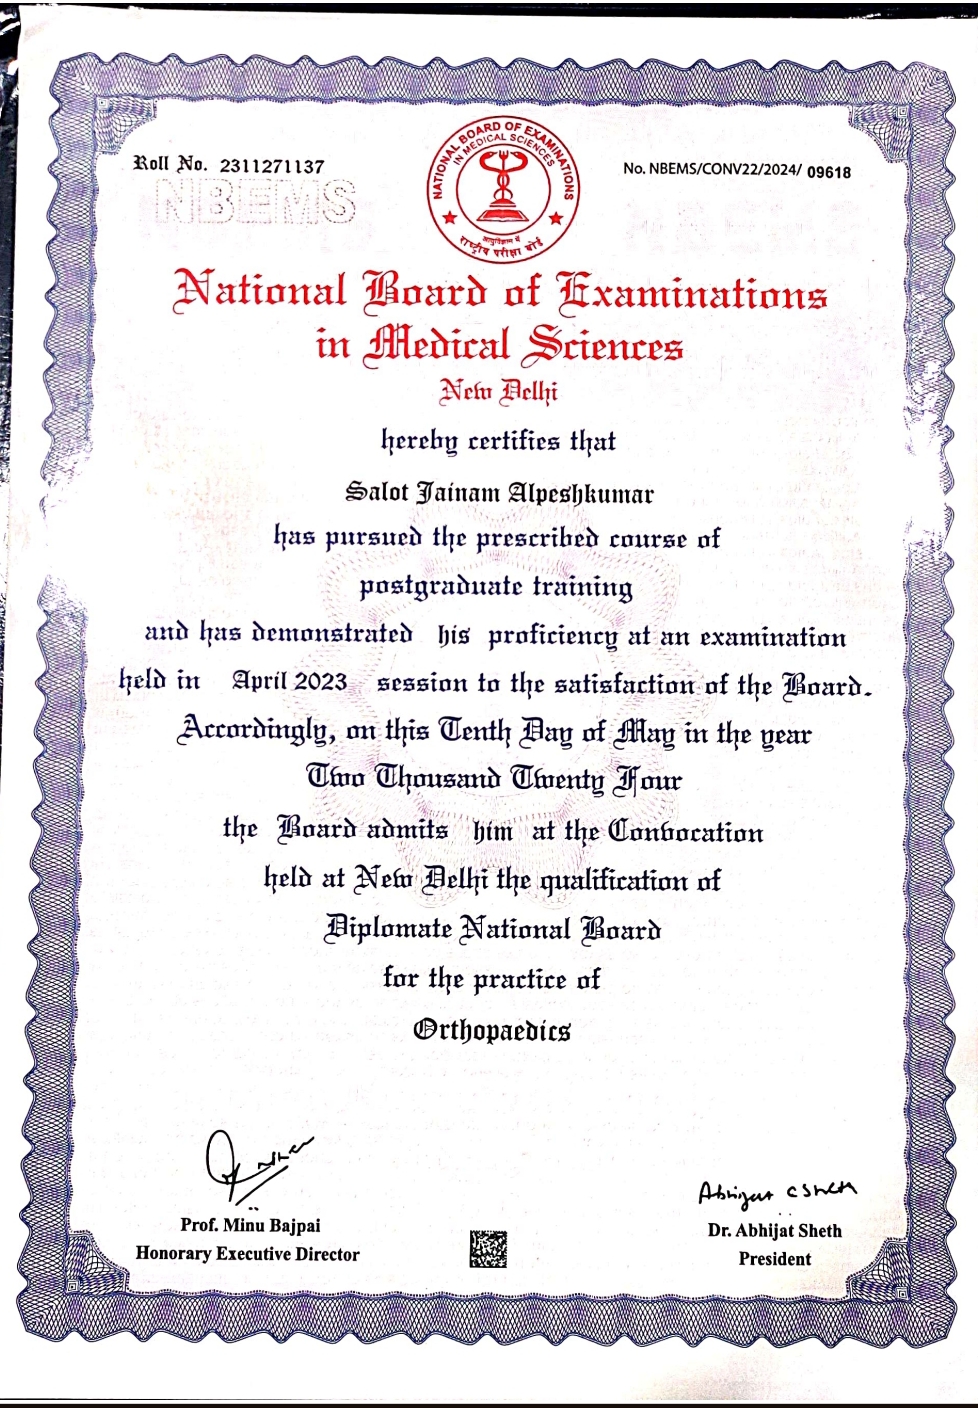 Roll No. 2311271137
No. NBEMS/CONV22/2024/ 09618
NBEMS
NATIONAL BOARD OF EXAMINATIONS
IN MEDICAL SCIENCES
आयुर्विज्ञान में
राष्ट्रीय परीक्षा बोर्ड
National Board of Examinations
in Medical Sciences
New Delhi
hereby certifies that
Salot Jainam Alpeshkumar
has pursued the prescribed course of
postgraduate training
and has demonstrated his proficiency at an examination
held in April 2023 session to the satisfaction of the Board.
Accordingly, on this Tenth Day of May in the year
Two Thousand Twenty Four
the Board admits him at the Convocation
held at New Delhi the qualification of
Diplomate National Board
for the practice of
Orthopaedics
Abhijat C Sheth
Prof. Minu Bajpai
Honorary Executive Director
Dr. Abhijat Sheth
President